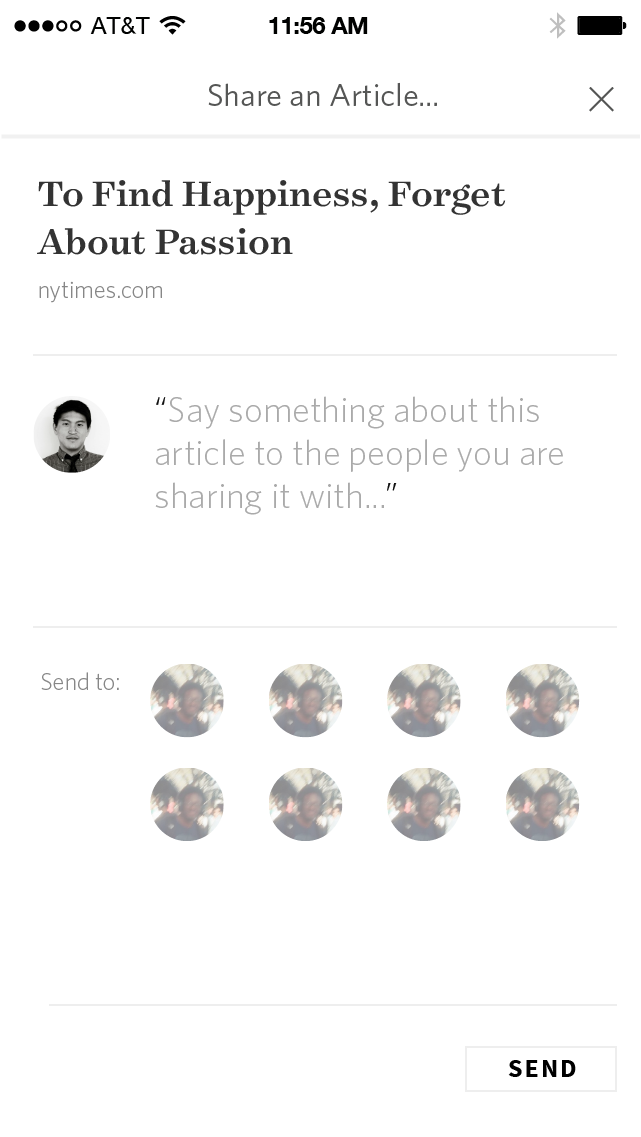 AT&T 11:56 AM
Share an Article...
To Find Happiness, Forget
About Passion
nytimes.com
“Say something about this
article to the people you are
sharing it with...”
Send to:
SEND